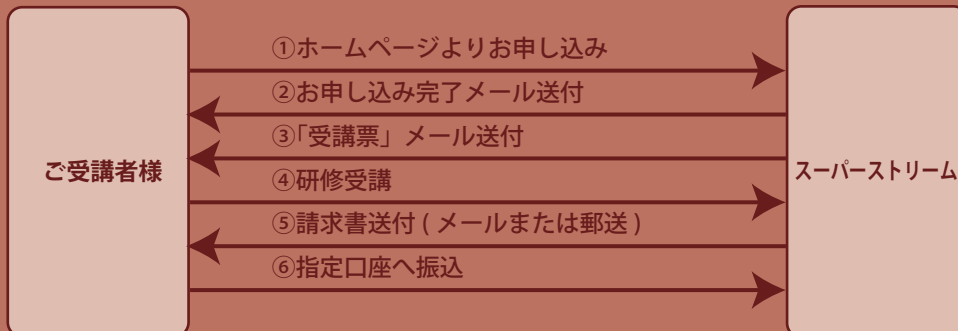 ①ホームページよりお申し込み
②お申し込み完了メール送付
③「受講票」メール送付
ご受講者様
スーパーストリーム
④研修受講
⑤請求書送付 ( メールまたは郵送 )
⑥指定口座へ振込